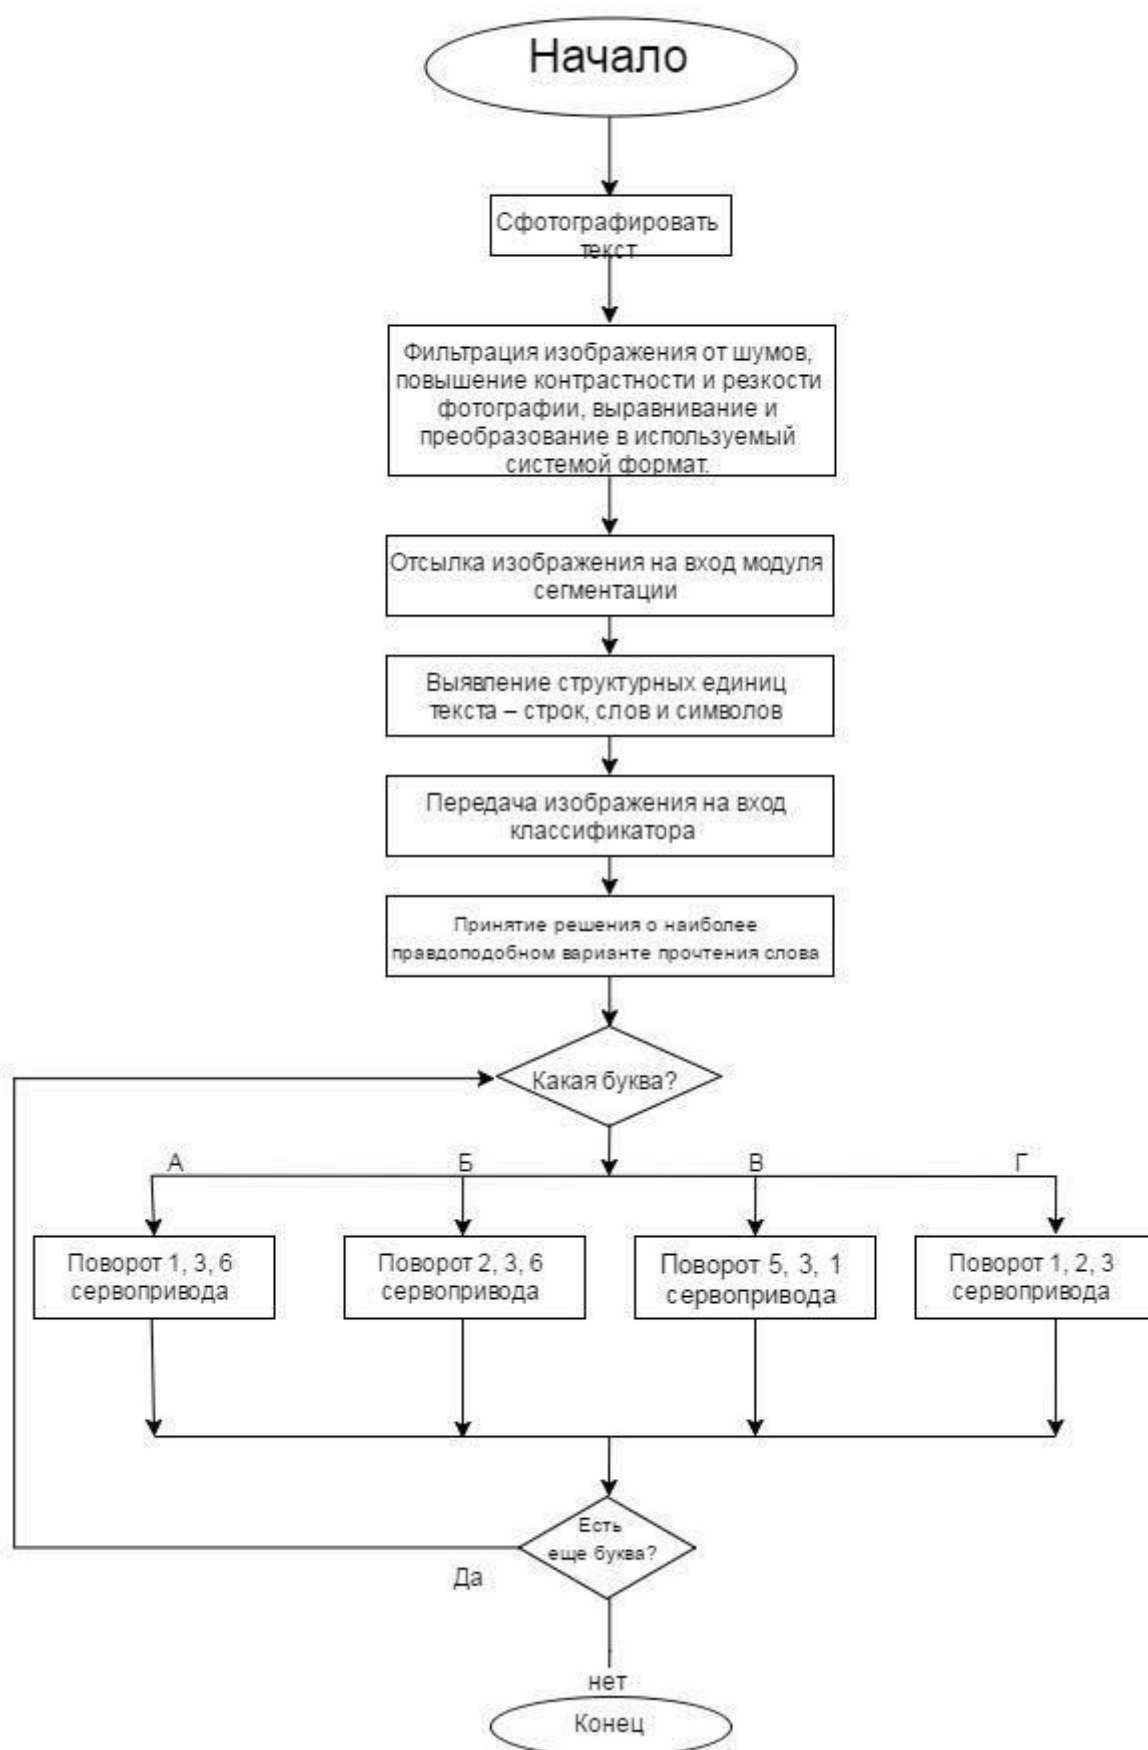 Начало
Сфотографировать
текст
Фильтрация изображения от шумов,
повышение контрастности и резкости
фотографии, выравнивание и
преобразование в используемый
системой формат.
Отсылка изображения на вход модуля
сегментации
Выявление структурных единиц
текста – строк, слов и символов
Передача изображения на вход
классификатора
Принятие решения о наиболее
правдоподобном варианте прочтения слова
Какая буква?
А
Б
В
Г
Поворот 1, 3, 6
сервопривода
Поворот 2, 3, 6
сервопривода
Поворот 5, 3, 1
сервопривода
Поворот 1, 2, 3
сервопривода
Есть
еще буква?
Да
нет
Конец